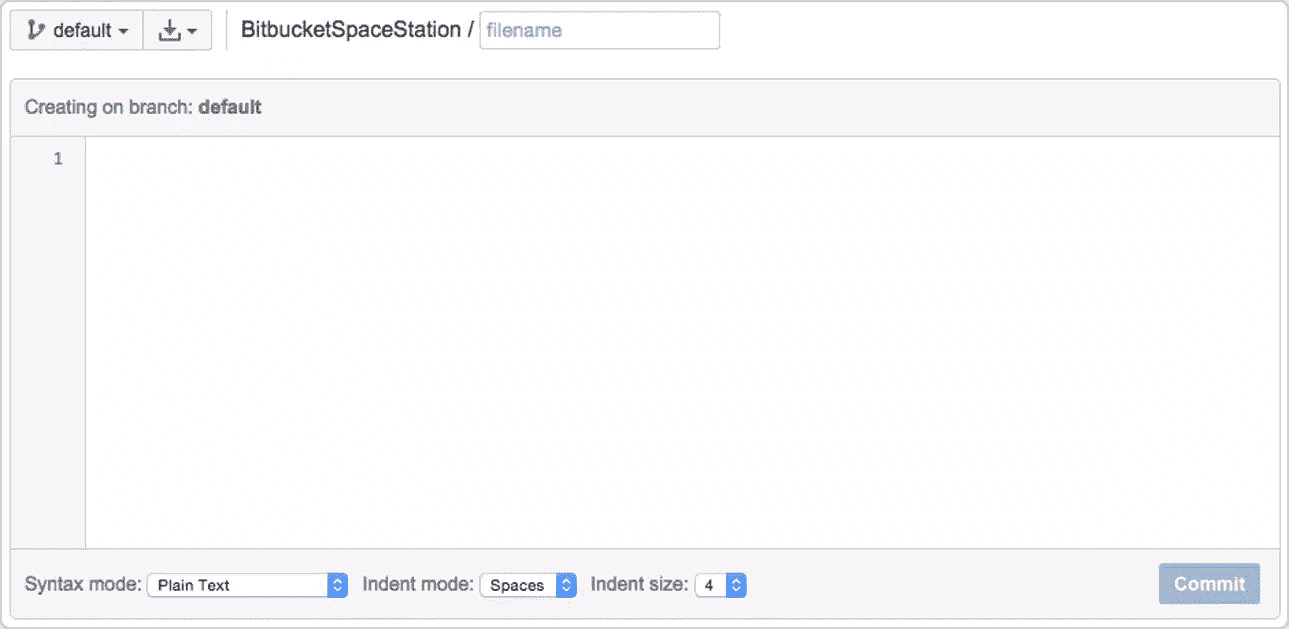 default BitbucketSpaceStation / filename
Creating on branch: default
1
Syntax mode: Plain Text Indent mode: Spaces Indent size: 4 Commit